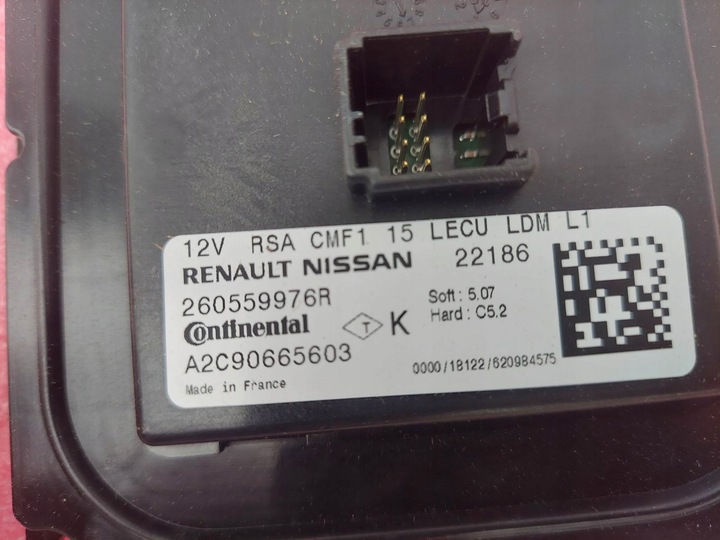 12V RSA CMF1 15 LECU LDM L1
RENAULT NISSAN 22186
260559976R
Soft : 5.07
Hard : C5.2
Continental T K
A2C90665603
0000/18122/620984575
Made in France